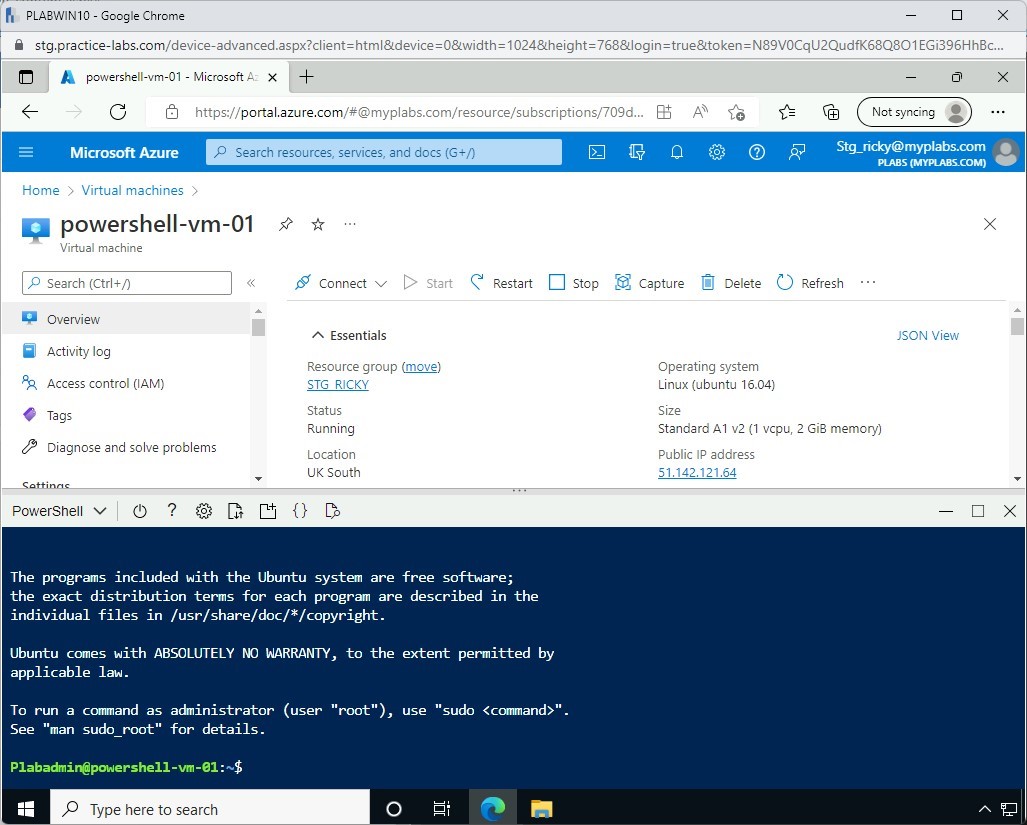 PLABWIN10 - Google Chrome
stg.practice-labs.com/device-advanced.aspx?client=html&device=0&width=1024&height=768&login=true&token=N89V0CqU2QudfK68Q8O1EGi396HhBc...
powershell-vm-01 - Microsoft Az
https://portal.azure.com/#@myplabs.com/resource/subscriptions/709d...
Not syncing
Microsoft Azure
Search resources, services, and docs (G+/)
Stg_ricky@myplabs.com
PLABS (MYPLABS.COM)
Home > Virtual machines >
powershell-vm-01
Virtual machine
Search (Ctrl+/)
Connect Start Restart Stop Capture Delete Refresh
Overview
Activity log
Access control (IAM)
Tags
Diagnose and solve problems
Settings
Essentials
JSON View
Resource group (move)
STG_RICKY
Status
Running
Location
UK South
Operating system
Linux (ubuntu 16.04)
Size
Standard A1 v2 (1 vcpu, 2 GiB memory)
Public IP address
51.142.121.64
PowerShell ? {}
The programs included with the Ubuntu system are free software;
the exact distribution terms for each program are described in the
individual files in /usr/share/doc/*/copyright.
Ubuntu comes with ABSOLUTELY NO WARRANTY, to the extent permitted by
applicable law.
To run a command as administrator (user "root"), use "sudo <command>".
See "man sudo_root" for details.
Plabadmin@powershell-vm-01:~$
Type here to search